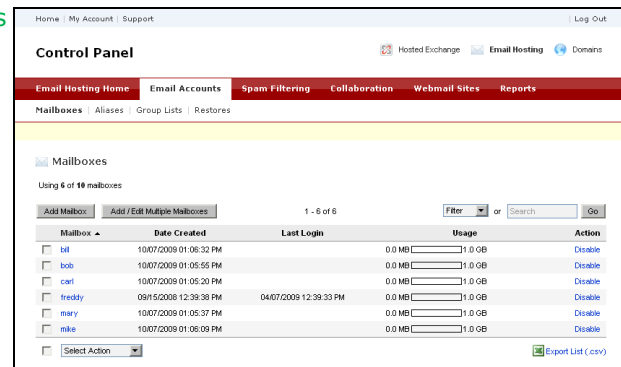 s
Home | My Account | Support | Log Out
Control Panel Hosted Exchange Email Hosting Domains
Email Hosting Home Email Accounts Spam Filtering Collaboration Webmail Sites Reports
Mailboxes | Aliases | Group Lists | Restores
Mailboxes
Using 6 of 10 mailboxes
Add Mailbox Add / Edit Multiple Mailboxes 1 - 6 of 6 Filter or Search Go
Mailbox Date Created Last Login Usage Action
bill 10/07/2009 01:06:32 PM 0.0 MB 1.0 GB Disable
bob 10/07/2009 01:05:55 PM 0.0 MB 1.0 GB Disable
carl 10/07/2009 01:05:20 PM 0.0 MB 1.0 GB Disable
freddy 09/15/2008 12:39:38 PM 04/07/2009 12:39:33 PM 0.0 MB 1.0 GB Disable
mary 10/07/2009 01:05:37 PM 0.0 MB 1.0 GB Disable
mike 10/07/2009 01:06:09 PM 0.0 MB 1.0 GB Disable
Select Action Export List (.csv)